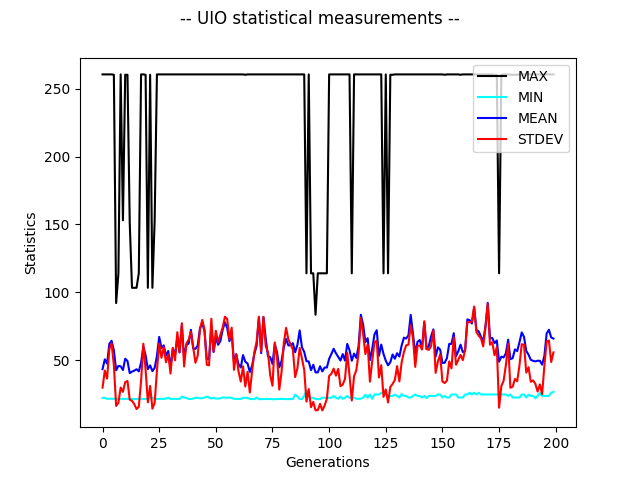 -- UIO statistical measurements --
MAX
MIN
MEAN
STDEV
Statistics
250
200
150
100
50
0
25
50
75
100
125
150
175
200
Generations